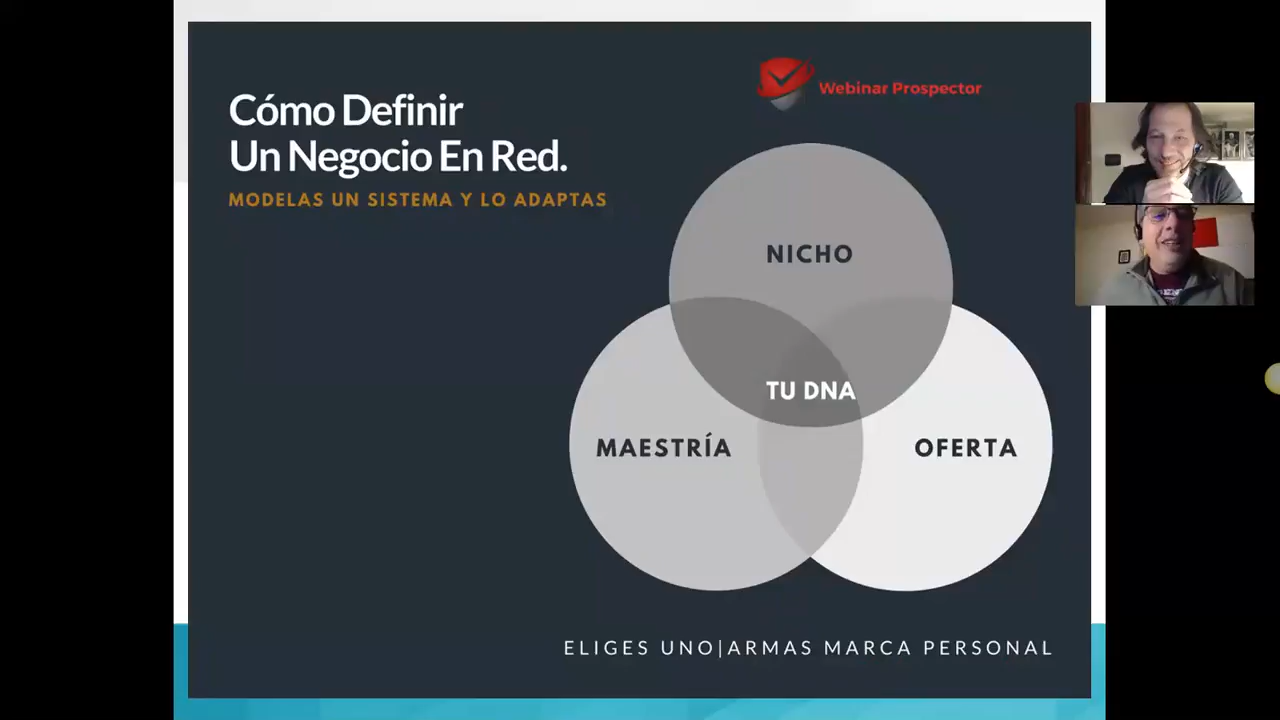 Cómo Definir
Un Negocio En Red.
MODELAS UN SISTEMA Y LO ADAPTAS
Webinar Prospector
NICHO
TU DNA
MAESTRÍA
OFERTA
ELIGES UNO|ARMAS MARCA PERSONAL